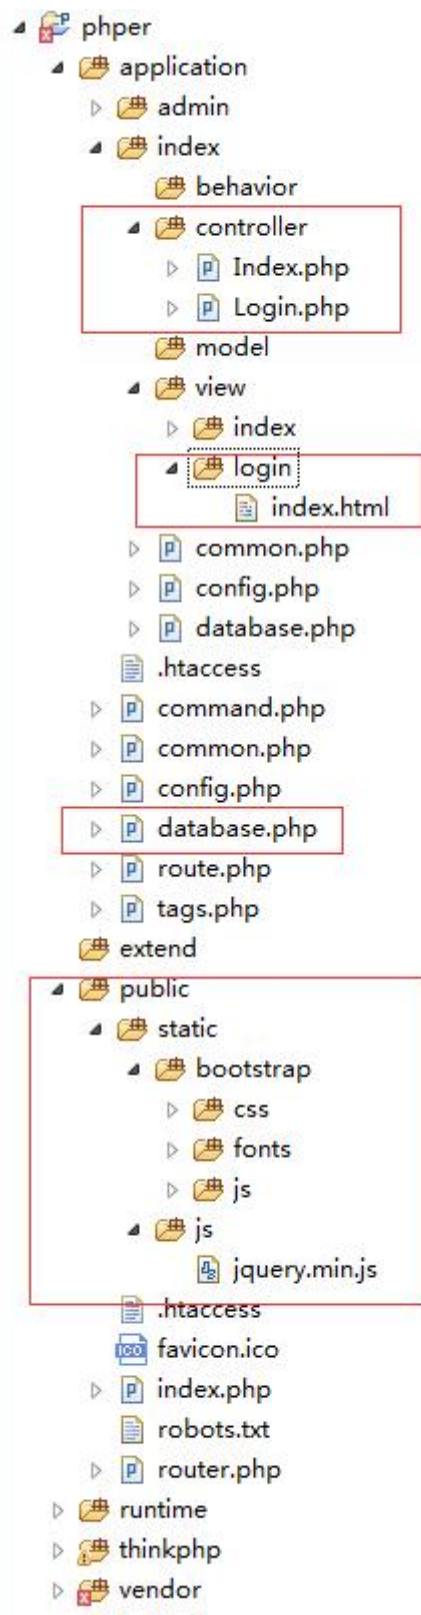 phper
application
admin
index
behavior
controller
Index.php
Login.php
model
view
index
login
index.html
common.php
config.php
database.php
.htaccess
command.php
common.php
config.php
database.php
route.php
tags.php
extend
public
static
bootstrap
css
fonts
js
js
jquery.min.js
.htaccess
favicon.ico
index.php
robots.txt
router.php
runtime
thinkphp
vendor